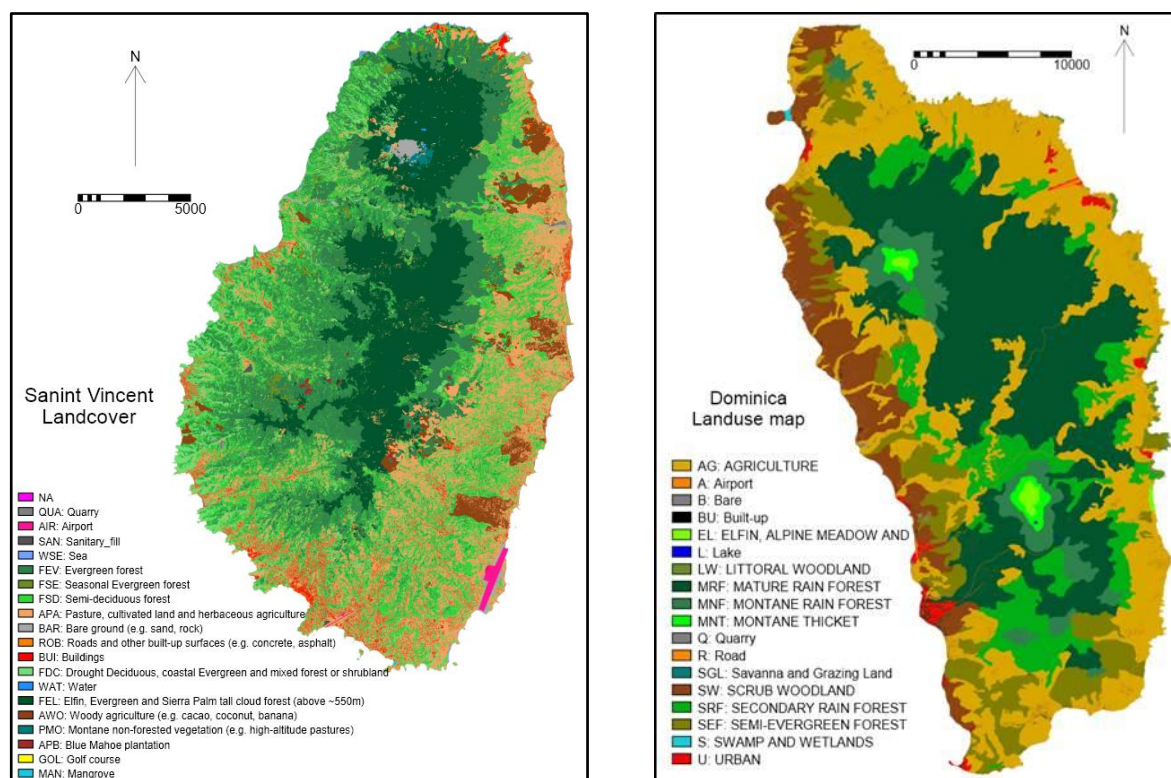 N
0 5000
Sanint Vincent
Landcover
NA
QUA: Quarry
AIR: Airport
SAN: Sanitary_fill
WSE: Sea
FEV: Evergreen forest
FSE: Seasonal Evergreen forest
FSD: Semi-deciduous forest
APA: Pasture, cultivated land and herbaceous agriculture
BAR: Bare ground (e.g. sand, rock)
ROB: Roads and other built-up surfaces (e.g. concrete, asphalt)
BUI: Buildings
FDC: Drought Deciduous, coastal Evergreen and mixed forest or shrubland
WAT: Water
FEL: Elfin, Evergreen and Sierra Palm tall cloud forest (above ~550m)
AWO: Woody agriculture (e.g. cacao, coconut, banana)
PMO: Montane non-forested vegetation (e.g. high-altitude pastures)
APB: Blue Mahoe plantation
GOL: Golf course
MAN: Mangrove
0 10000
N
Dominica
Landuse map
AG: AGRICULTURE
A: Airport
B: Bare
BU: Built-up
EL: ELFIN, ALPINE MEADOW AND
L: Lake
LW: LITTORAL WOODLAND
MRF: MATURE RAIN FOREST
MNF: MONTANE RAIN FOREST
MNT: MONTANE THICKET
Q: Quarry
R: Road
SGL: Savanna and Grazing Land
SW: SCRUB WOODLAND
SRF: SECONDARY RAIN FOREST
SEF: SEMI-EVERGREEN FOREST
S: SWAMP AND WETLANDS
U: URBAN